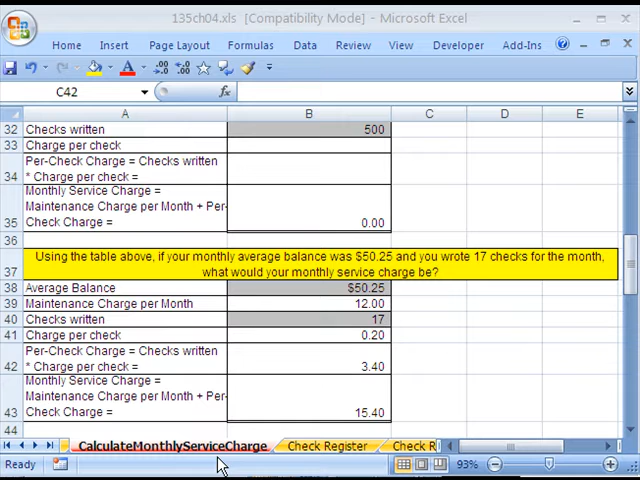 135ch04.xls [Compatibility Mode] - Microsoft Excel
Home Insert Page Layout Formulas Data Review View Developer Add-Ins
C42 fx
A B C D E
32 Checks written 500
33 Charge per check
34 Per-Check Charge = Checks written
* Charge per check =
Monthly Service Charge =
Maintenance Charge per Month + Per-
35 Check Charge = 0.00
36
Using the table above, if your monthly average balance was $50.25 and you wrote 17 checks for the month,
37 what would your monthly service charge be?
38 Average Balance $50.25
39 Maintenance Charge per Month 12.00
40 Checks written 17
41 Charge per check 0.20
Per-Check Charge = Checks written
42 * Charge per check = 3.40
Monthly Service Charge =
Maintenance Charge per Month + Per-
43 Check Charge = 15.40
44
CalculateMonthlyServiceCharge Check Register Check R
Ready 93%